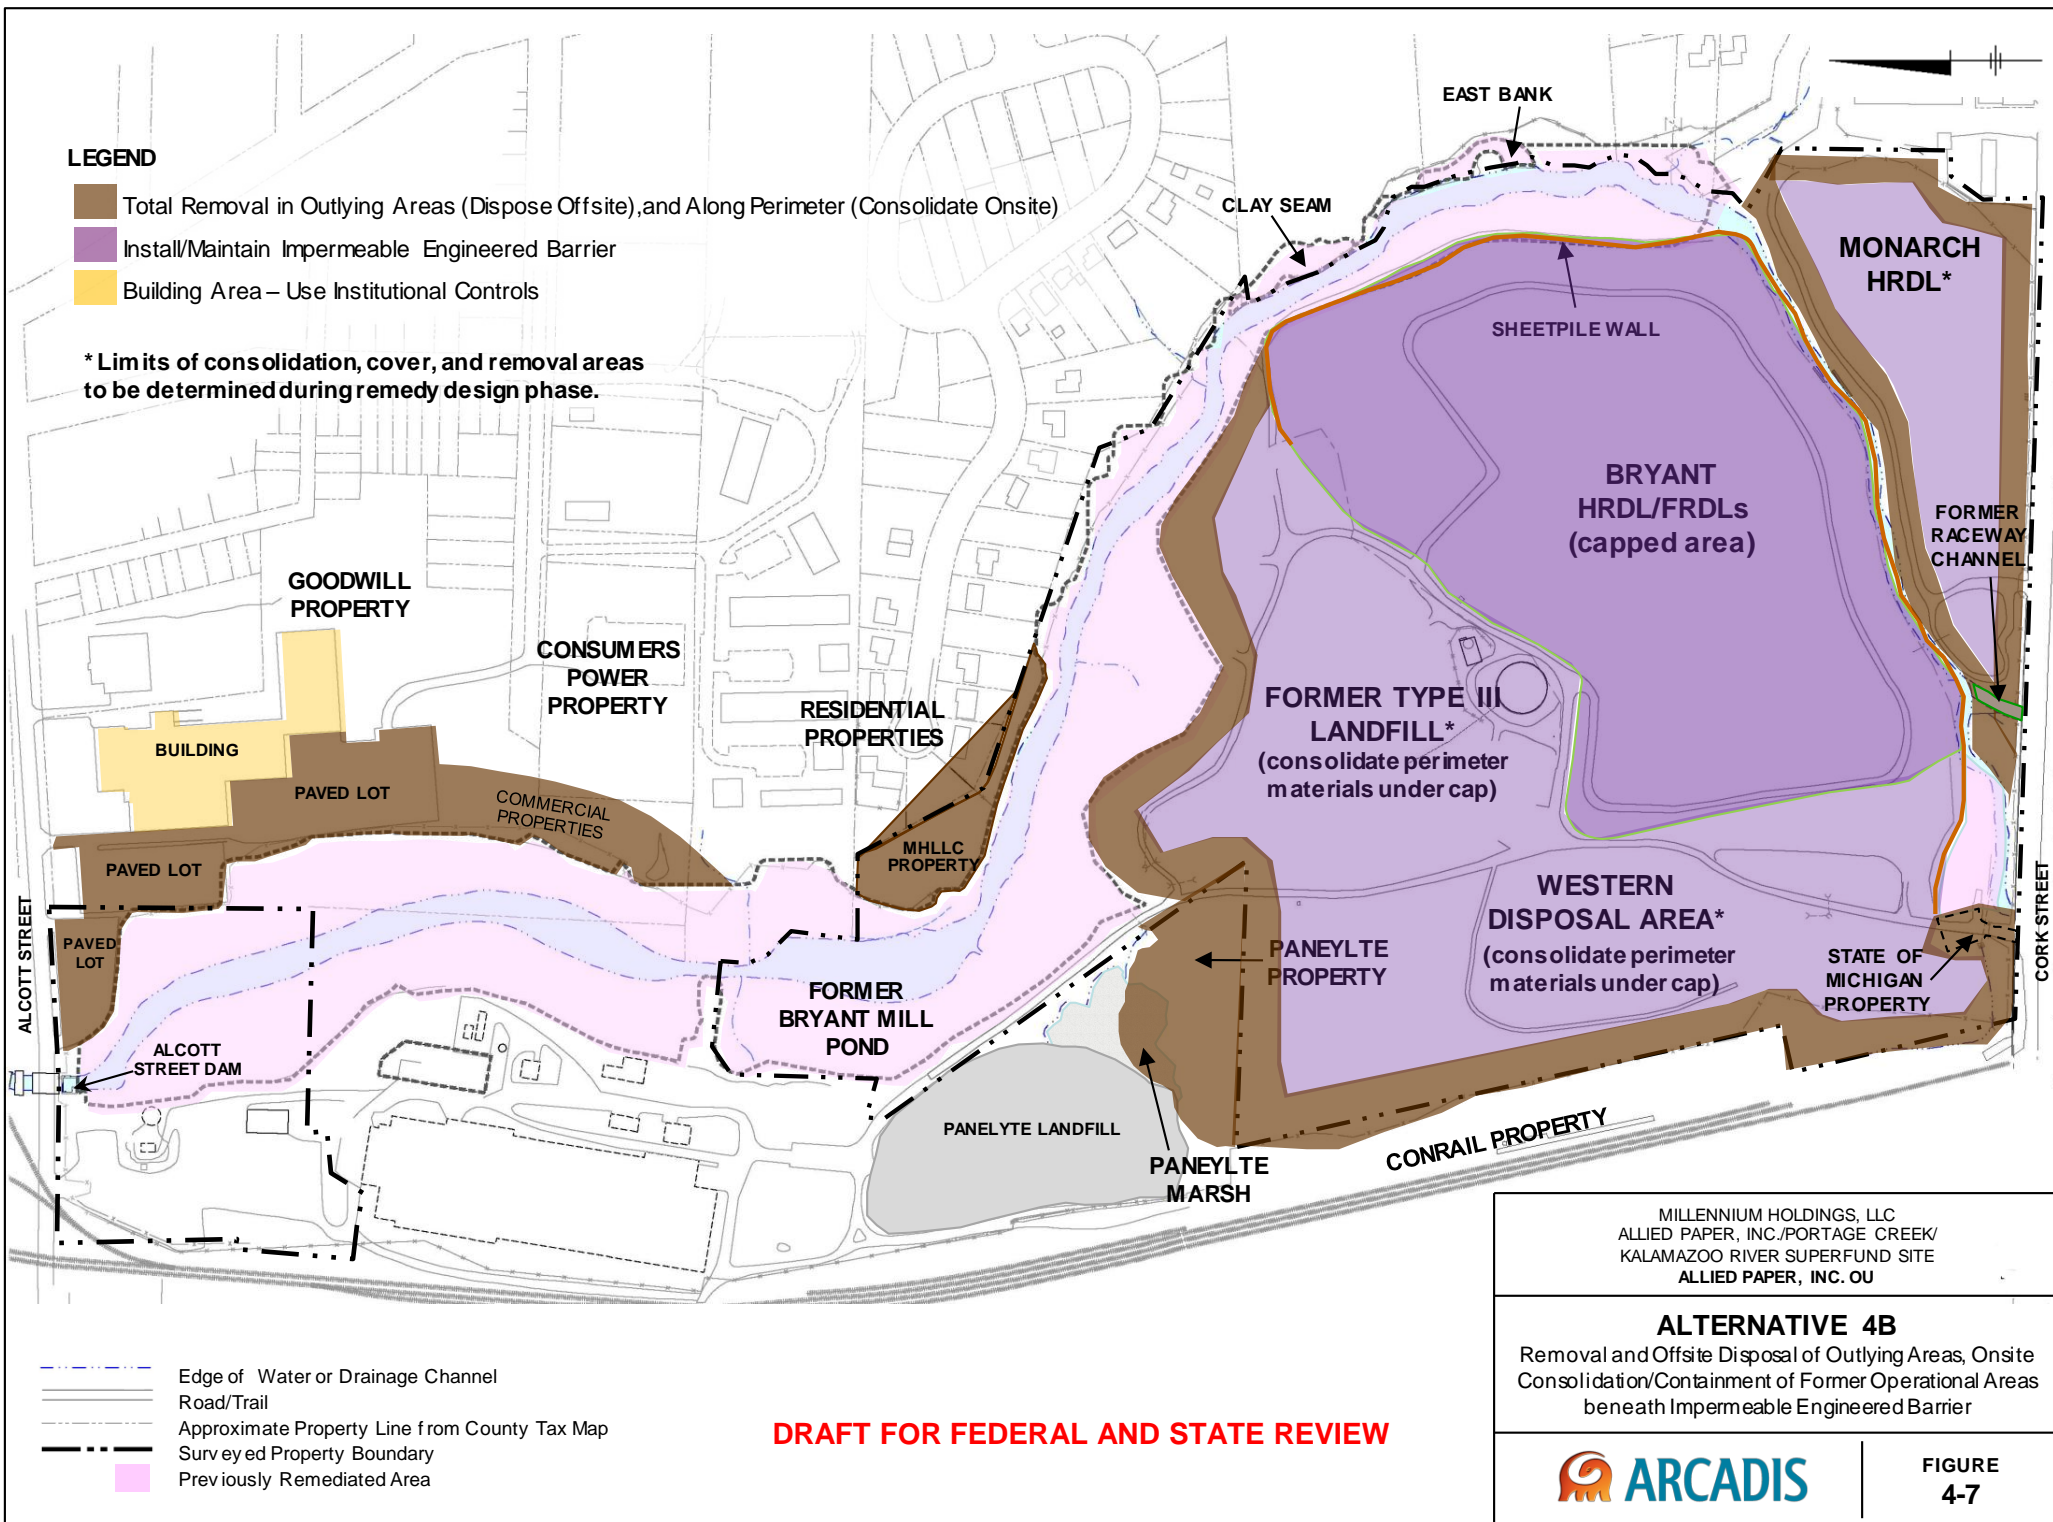 LEGEND
Total Removal in Outlying Areas (Dispose Offsite),and Along Perimeter (Consolidate Onsite)
Install/Maintain Impermeable Engineered Barrier
Building Area – Use Institutional Controls
* Limits of consolidation, cover, and removal areas
to be determined during remedy design phase.
EAST BANK
CLAY SEAM
MONARCH
HRDL*
SHEETPILE WALL
BRYANT
HRDL/FRDLs
(capped area)
FORMER
RACEWAY
CHANNEL
GOODWILL
PROPERTY
CONSUMERS
POWER
PROPERTY
RESIDENTIAL
PROPERTIES
FORMER TYPE III
LANDFILL*
(consolidate perimeter
materials under cap)
BUILDING
PAVED LOT
COMMERCIAL
PROPERTIES
MHLLC
PROPERTY
PAVED LOT
PAVED
LOT
WESTERN
DISPOSAL AREA*
(consolidate perimeter
materials under cap)
PANEYLTE
PROPERTY
STATE OF
MICHIGAN
PROPERTY
ALCOTT STREET
CORK STREET
FORMER
BRYANT MILL
POND
ALCOTT
STREET DAM
PANELYTE LANDFILL
PANEYLTE
MARSH
CONRAIL PROPERTY
MILLENNIUM HOLDINGS, LLC
ALLIED PAPER, INC./PORTAGE CREEK/
KALAMAZOO RIVER SUPERFUND SITE
ALLIED PAPER, INC. OU
ALTERNATIVE 4B
Removal and Offsite Disposal of Outlying Areas, Onsite
Consolidation/Containment of Former Operational Areas
beneath Impermeable Engineered Barrier
Edge of Water or Drainage Channel
Road/Trail
Approximate Property Line from County Tax Map
Surveyed Property Boundary
Previously Remediated Area
DRAFT FOR FEDERAL AND STATE REVIEW
ARCADIS
FIGURE
4-7